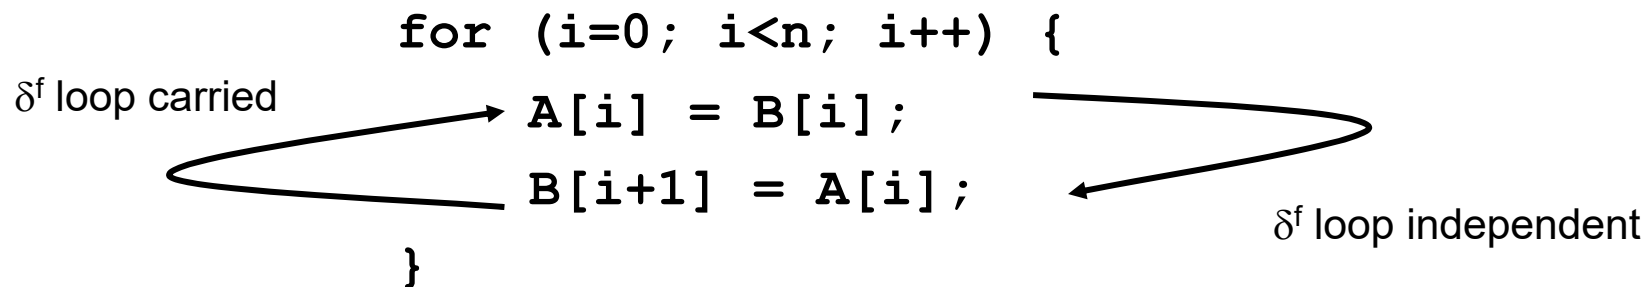 for (i=0; i<n; i++) {
δf loop carried
A[i] = B[i];
B[i+1] = A[i];
δf loop independent
}